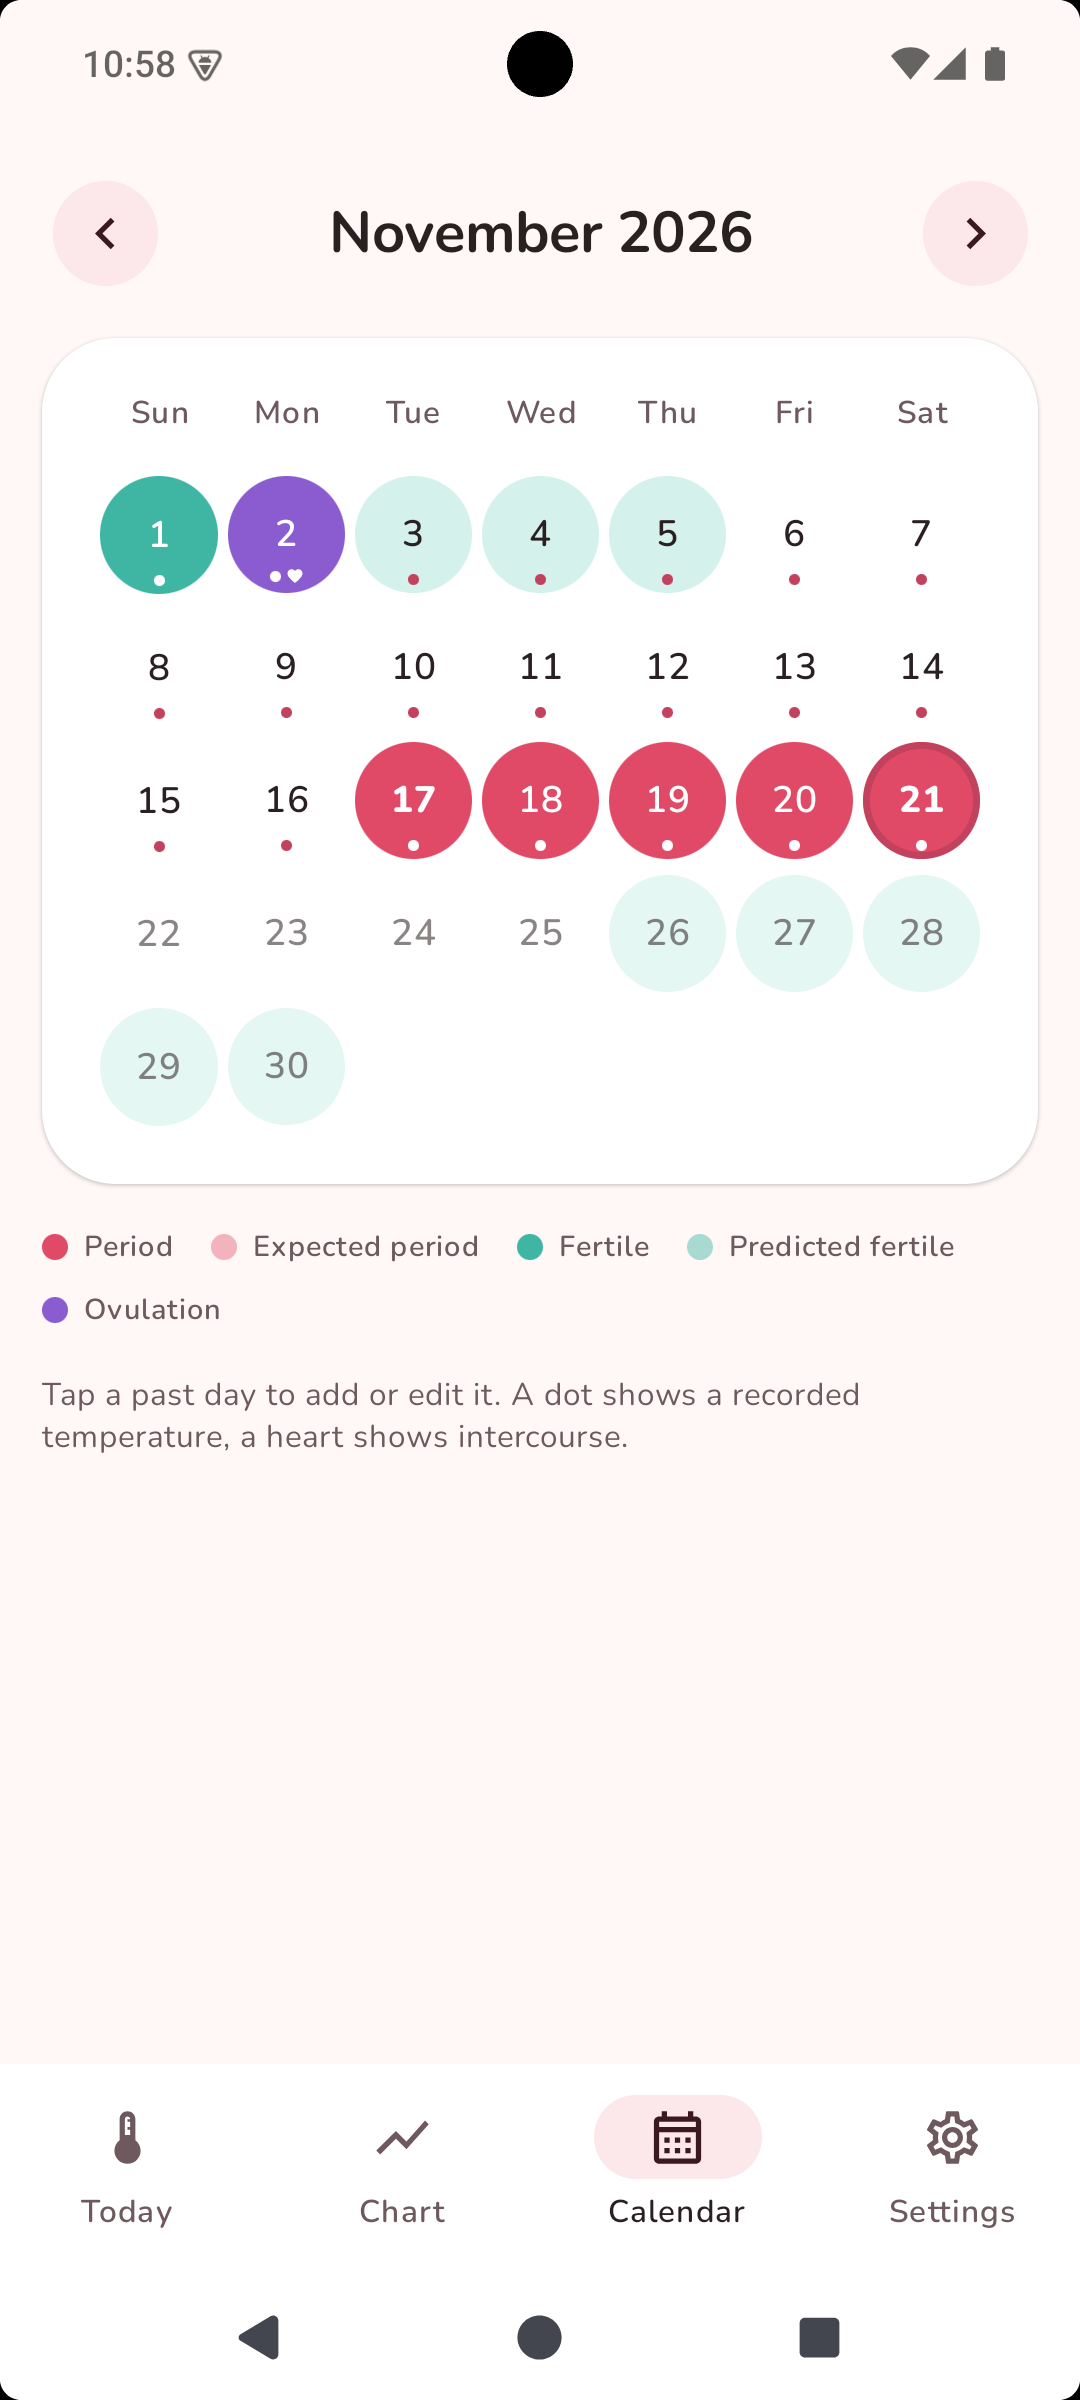 10:58
November 2026
Sun Mon Tue Wed Thu Fri Sat
1 2 3 4 5 6 7
8 9 10 11 12 13 14
15 16 17 18 19 20 21
22 23 24 25 26 27 28
29 30
Period Expected period Fertile Predicted fertile
Ovulation
Tap a past day to add or edit it. A dot shows a recorded
temperature, a heart shows intercourse.
Today Chart Calendar Settings